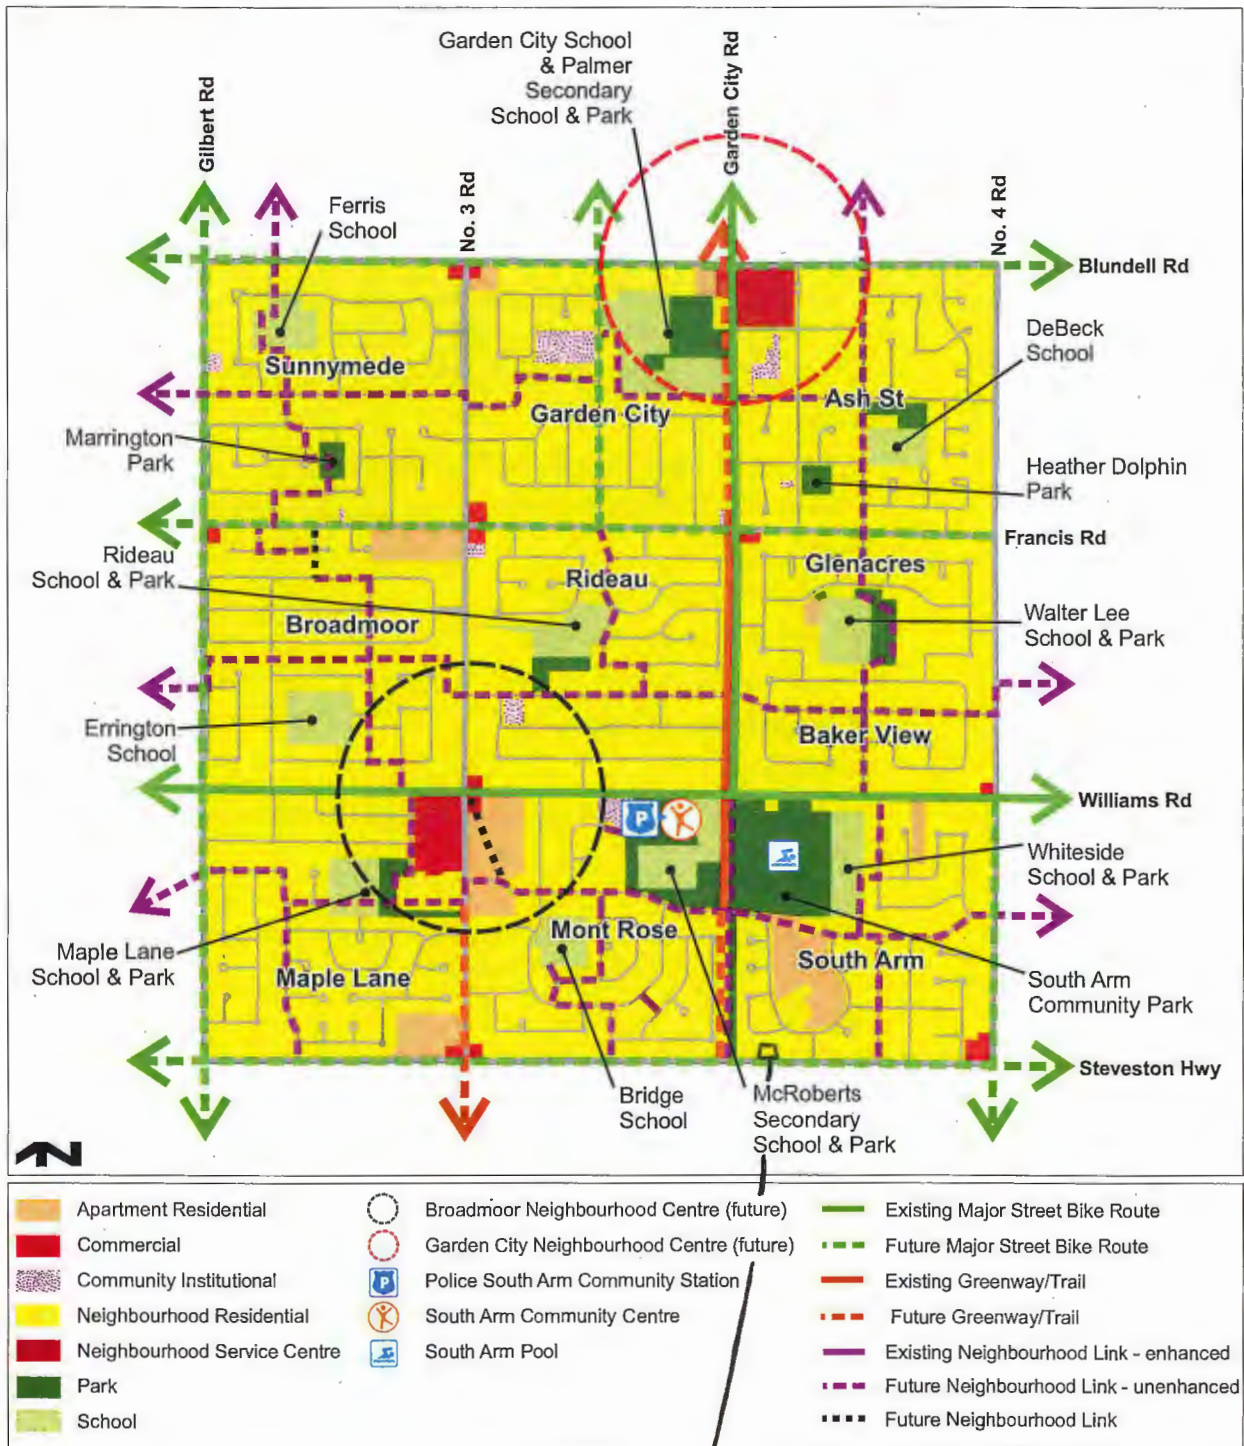 Garden City School
& Palmer
Secondary
School & Park
Garden City Rd
Gilbert Rd
No. 3 Rd
No. 4 Rd
Ferris
School
Blundell Rd
DeBeck
School
Sunnymede
Garden City
Ash St
Marrington
Park
Heather Dolphin
Park
Francis Rd
Rideau
School & Park
Rideau
Glenacres
Broadmoor
Walter Lee
School & Park
Errington
School
Baker View
Williams Rd
P
Whiteside
School & Park
Maple Lane
School & Park
Mont Rose
Maple Lane
South Arm
South Arm
Community Park
Steveston Hwy
Bridge
School
McRoberts
Secondary
School & Park
N
Apartment Residential
Commercial
Community Institutional
Neighbourhood Residential
Neighbourhood Service Centre
Park
School
Broadmoor Neighbourhood Centre (future)
Garden City Neighbourhood Centre (future)
P
Police South Arm Community Station
South Arm Community Centre
South Arm Pool
Existing Major Street Bike Route
Future Major Street Bike Route
Existing Greenway/Trail
Future Greenway/Trail
Existing Neighbourhood Link - enhanced
Future Neighbourhood Link - unenhanced
Future Neighbourhood Link